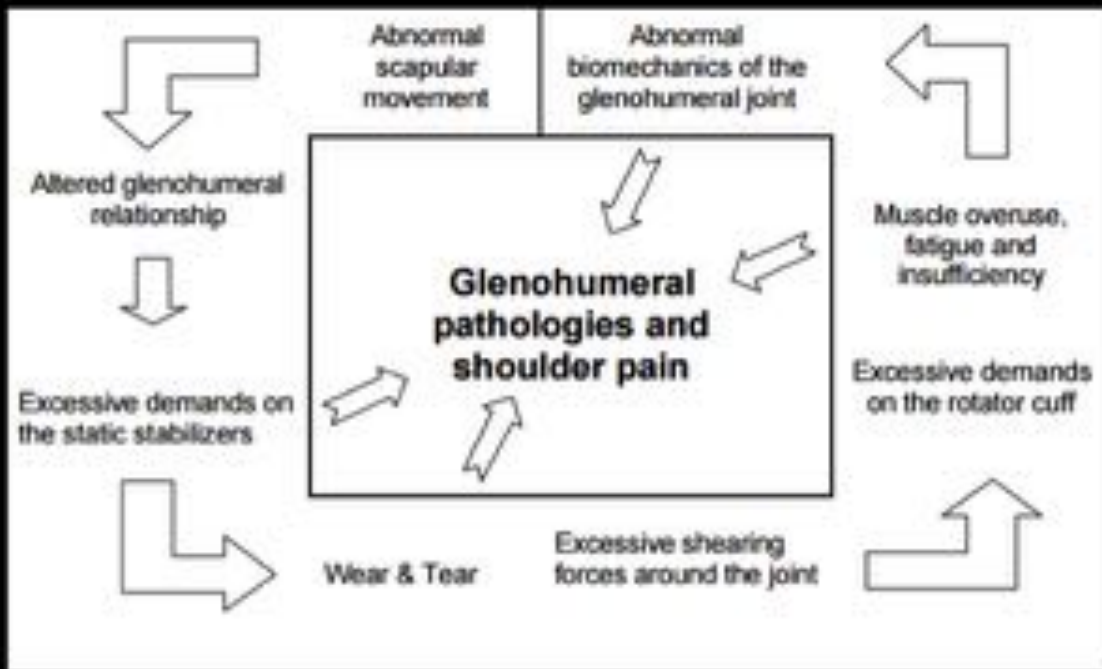 Abnormal
scapular
movement
Abnormal
biomechanics of the
glenohumeral joint
Altered glenohumeral
relationship
Muscle overuse,
fatigue and
insufficiency
Glenohumeral
pathologies and
shoulder pain
Excessive demands on
the static stabilizers
Excessive demands
on the rotator cuff
Wear & Tear
Excessive shearing
forces around the joint